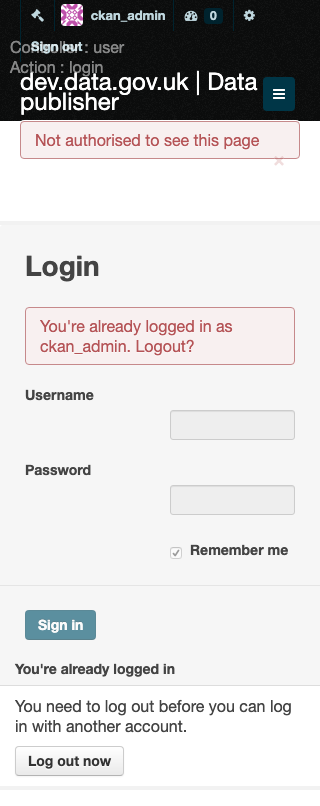 ckan_admin 0
Sign out
Controller : user
Action : login
dev.data.gov.uk | Data
publisher
Not authorised to see this page
×
Login
You're already logged in as
ckan_admin. Logout?
Username
Password
Remember me
Sign in
You're already logged in
You need to log out before you can log
in with another account.
Log out now